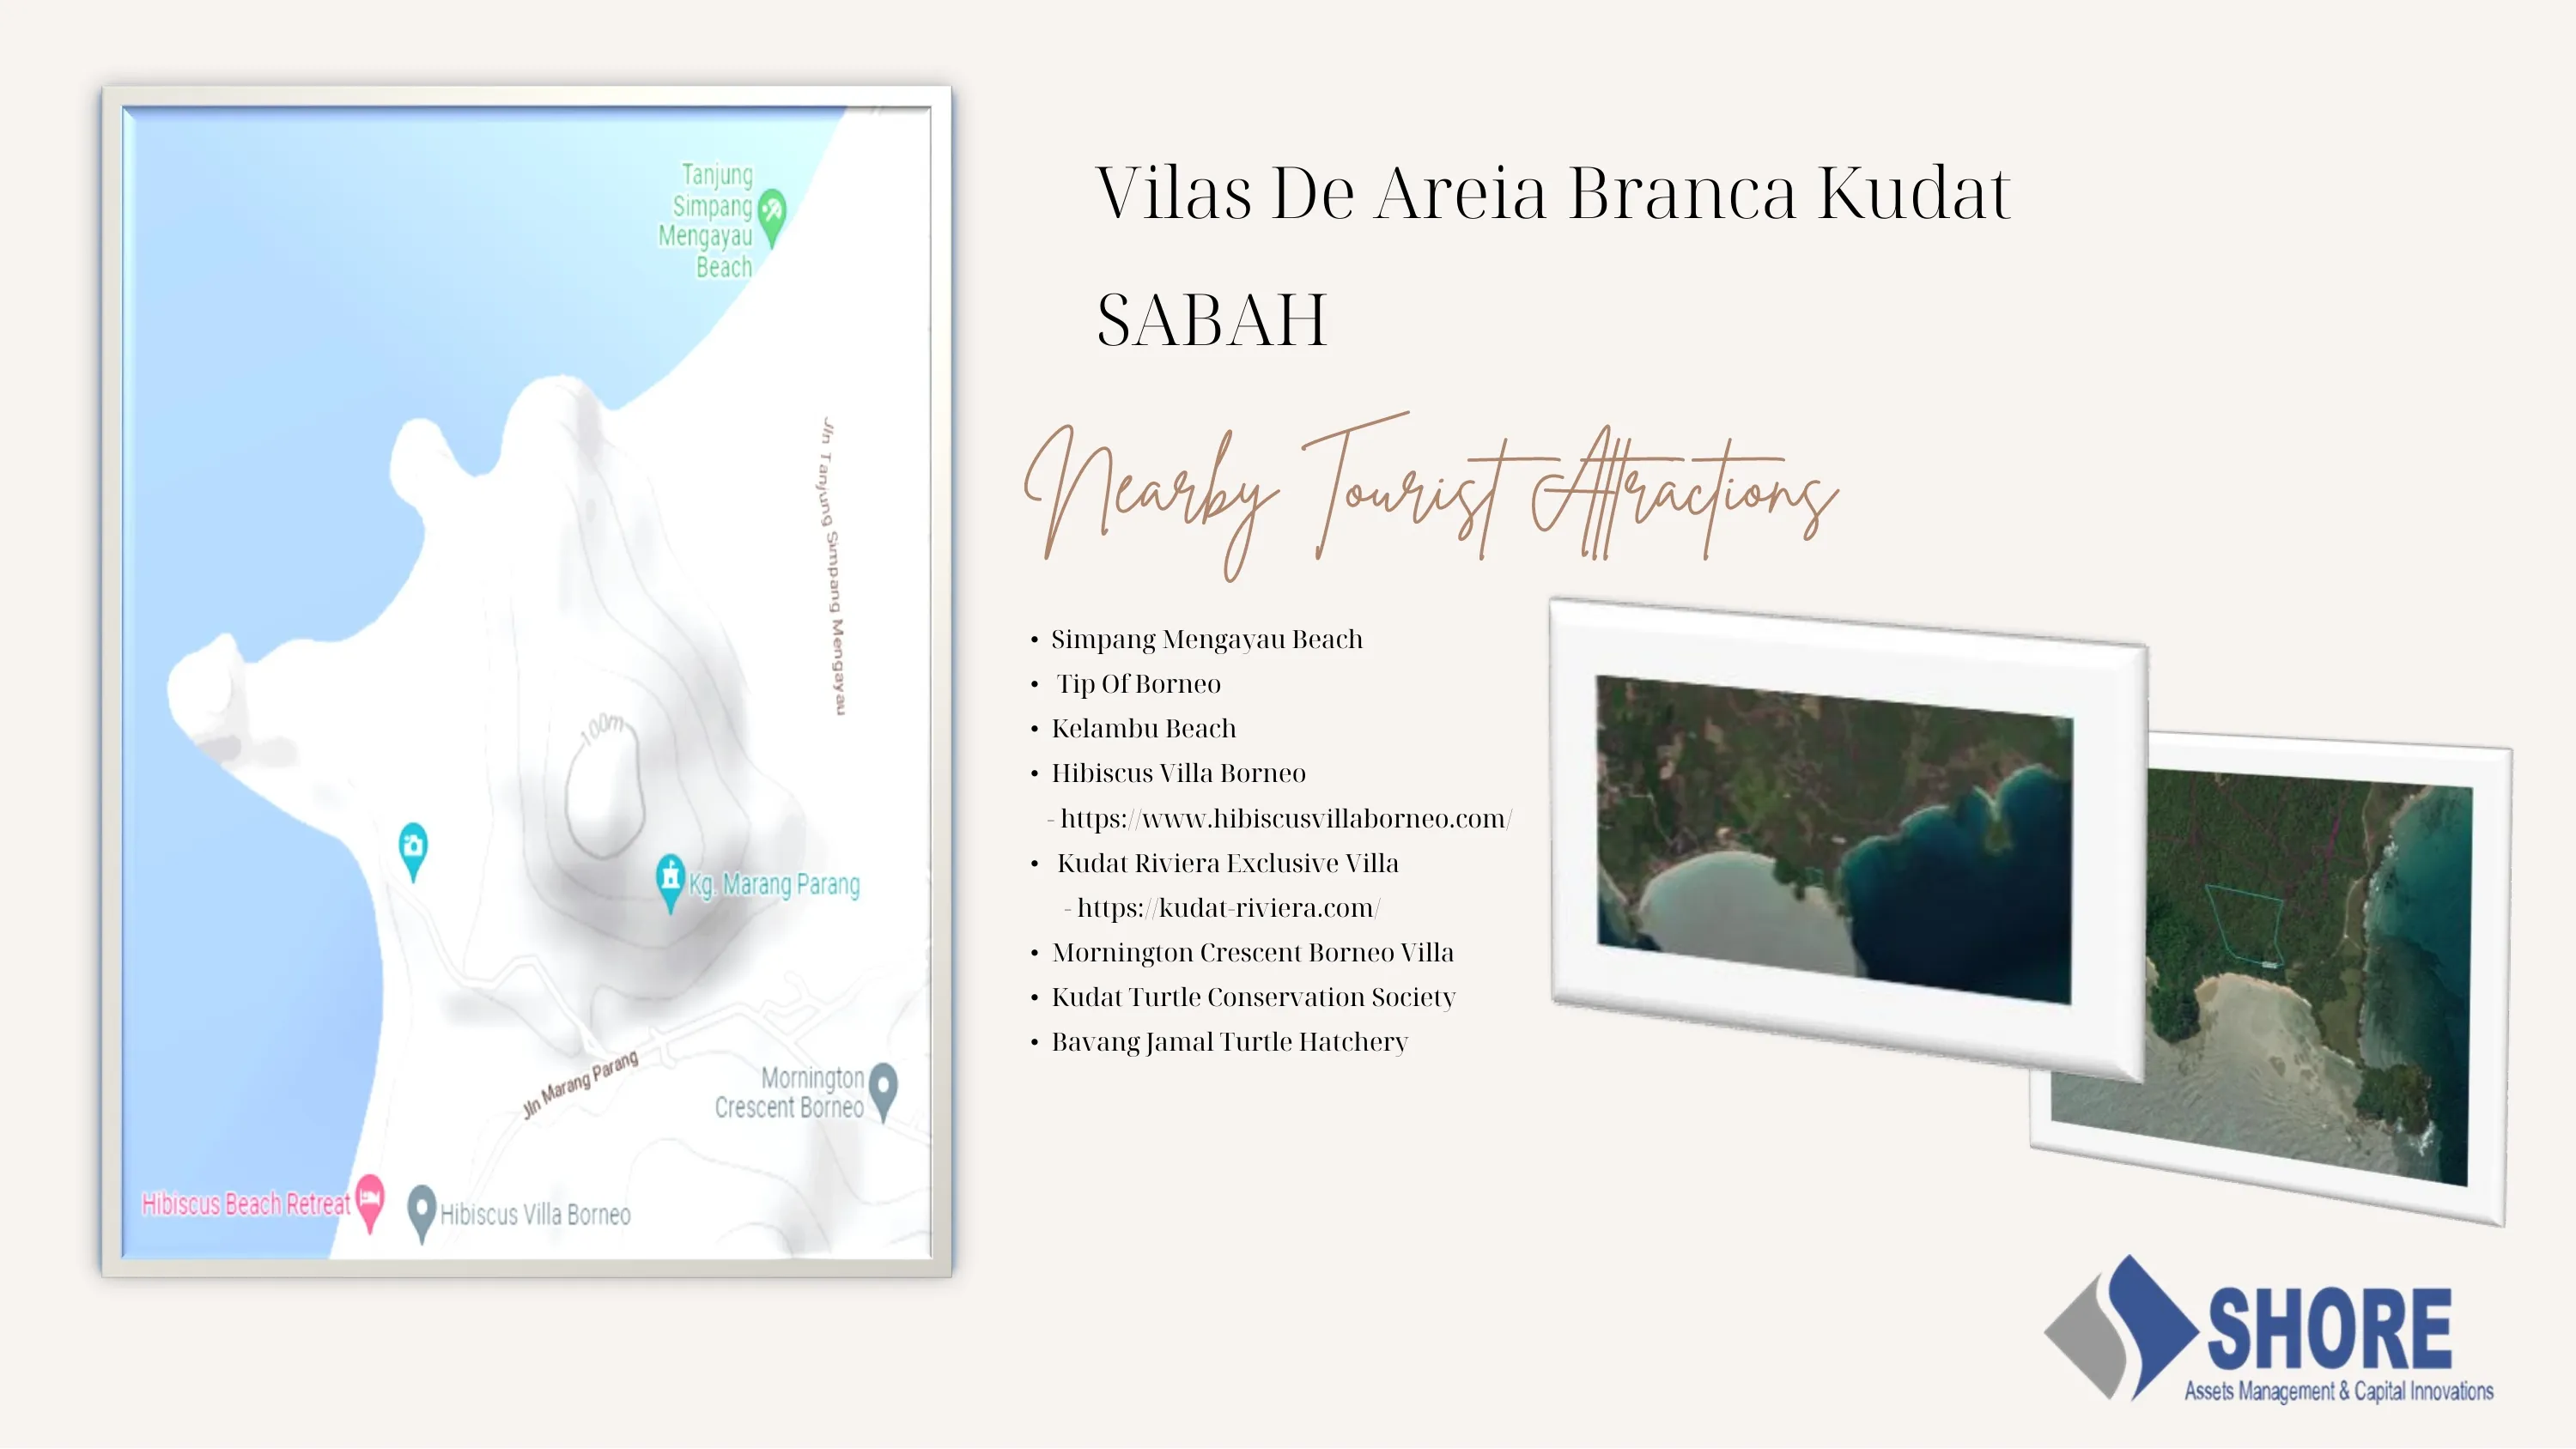 Tanjung
Simpang
Mengayau
Beach
Jln Tanjung Simpang Mengayau
100m
Kg. Marang Parang
Jln Marang Parang
Mornington
Crescent Borneo
Hibiscus Beach Retreat
Hibiscus Villa Borneo
Vilas De Areia Branca Kudat
SABAH
Nearby Tourist Attractions
• Simpang Mengayau Beach
• Tip Of Borneo
• Kelambu Beach
• Hibiscus Villa Borneo
- https://www.hibiscusvillaborneo.com/
• Kudat Riviera Exclusive Villa
- https://kudat-riviera.com/
• Mornington Crescent Borneo Villa
• Kudat Turtle Conservation Society
• Bavang Jamal Turtle Hatchery
SHORE
Assets Management & Capital Innovations